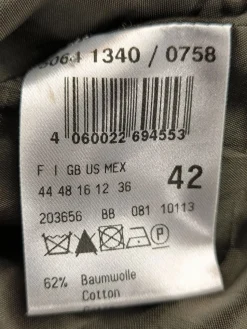 3064 1340 / 0758
4 060022 694553
F I GB US MEX
44 48 16 12 36
42
203656 BB 081 10113
P
62% Baumwolle
Cotton